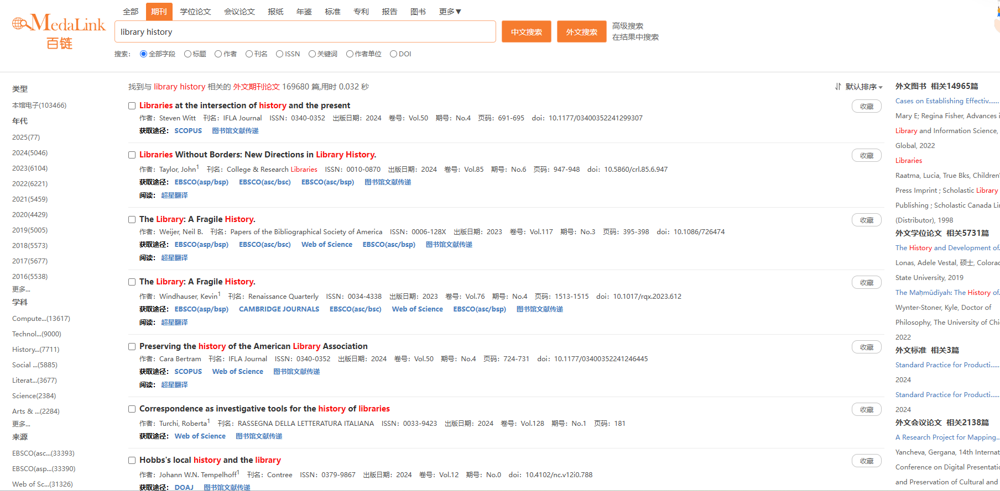 全部 期刊 学位论文 会议论文 报纸 年鉴 标准 专利 报告 图书 更多▼
MedaLink
百链
library history
中文搜索 外文搜索
高级搜索
在结果中搜索
搜索： 全部字段 标题 作者 刊名 ISSN 关键词 作者单位 DOI
类型
本馆电子(103466)
年代
2025(77)
2024(5046)
2023(6104)
2022(6221)
2021(5459)
2020(4429)
2019(5005)
2018(5573)
2017(5677)
2016(5538)
更多...
学科
Compute...(13617)
Technol...(9000)
History...(7711)
Social ...(5885)
Literat...(3677)
Science(2384)
Arts & ...(2284)
更多...
来源
EBSCO(asc...(33393)
EBSCO(asp...(33390)
Web of Sc...(31326)
找到与 library history 相关的 外文期刊论文 169680 篇,用时 0.032 秒
默认排序
Libraries at the intersection of history and the present
收藏
作者：Steven Witt 刊名：IFLA Journal ISSN：0340-0352 出版日期：2024 卷号：Vol.50 期号：No.4 页码：691-695 doi：10.1177/03400352241299307
获取途径： SCOPUS 图书馆文献传递
Libraries Without Borders: New Directions in Library History.
收藏
作者：Taylor, John1 刊名：College & Research Libraries ISSN：0010-0870 出版日期：2024 卷号：Vol.85 期号：No.6 页码：947-948 doi：10.5860/crl.85.6.947
获取途径： EBSCO(asp/bsp) EBSCO(asc/bsc) EBSCO(asc/bsp) 图书馆文献传递
阅读： 超星翻译
The Library: A Fragile History.
收藏
作者：Weijer, Neil B. 刊名：Papers of the Bibliographical Society of America ISSN：0006-128X 出版日期：2023 卷号：Vol.117 期号：No.3 页码：395-398 doi：10.1086/726474
获取途径： EBSCO(asp/bsp) EBSCO(asc/bsc) Web of Science EBSCO(asc/bsp) 图书馆文献传递
阅读： 超星翻译
The Library: A Fragile History.
收藏
作者：Windhauser, Kevin1 刊名：Renaissance Quarterly ISSN：0034-4338 出版日期：2023 卷号：Vol.76 期号：No.4 页码：1513-1515 doi：10.1017/rqx.2023.612
获取途径： EBSCO(asp/bsp) CAMBRIDGE JOURNALS EBSCO(asc/bsc) Web of Science EBSCO(asc/bsp) 图书馆文献传递
阅读： 超星翻译
Preserving the history of the American Library Association
收藏
作者：Cara Bertram 刊名：IFLA Journal ISSN：0340-0352 出版日期：2024 卷号：Vol.50 期号：No.4 页码：724-731 doi：10.1177/03400352241246445
获取途径： SCOPUS Web of Science 图书馆文献传递
阅读： 超星翻译
Correspondence as investigative tools for the history of libraries
收藏
作者：Turchi, Roberta1 刊名：RASSEGNA DELLA LETTERATURA ITALIANA ISSN：0033-9423 出版日期：2024 卷号：Vol.128 期号：No.1 页码：181
获取途径： Web of Science 图书馆文献传递
Hobbs's local history and the library
收藏
作者：Johann W.N. Tempelhoff1 刊名：Contree ISSN：0379-9867 出版日期：2024 卷号：Vol.12 期号：No.0 doi：10.4102/nc.v12i0.788
获取途径： DOAJ 图书馆文献传递
外文图书 相关14965篇
Cases on Establishing Effectiv......
Mary E; Regina Fisher, Advances i
Library and Information Science,
Global, 2022
Libraries
Raatma, Lucia, True Bks, Children'
Press Imprint ; Scholastic Library
Publishing ; Scholastic Canada Li
(Distributor), 1998
外文学位论文 相关5731篇
The History and Development of.
Lonas, Adele Vestal, 硕士, Colorad
State University, 2019
The Maḥmūdīyah: The History of.
Wynter-Stoner, Kyle, Doctor of
Philosophy, The University of Chi
2022
外文标准 相关3篇
Standard Practice for Producti......
2024
Standard Practice for Producti......
2024
外文会议论文 相关2138篇
A Research Project for Mapping..
Yancheva, Gergana, 14th Internat
Conference on Digital Presentatio
and Preservation of Cultural and